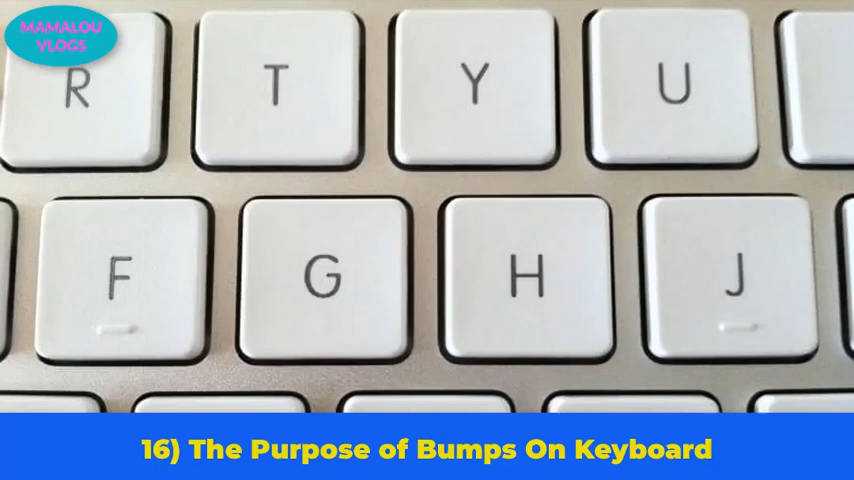 MAMALOU
VLOGS
R T Y U
F G H J
16) The Purpose of Bumps On Keyboard